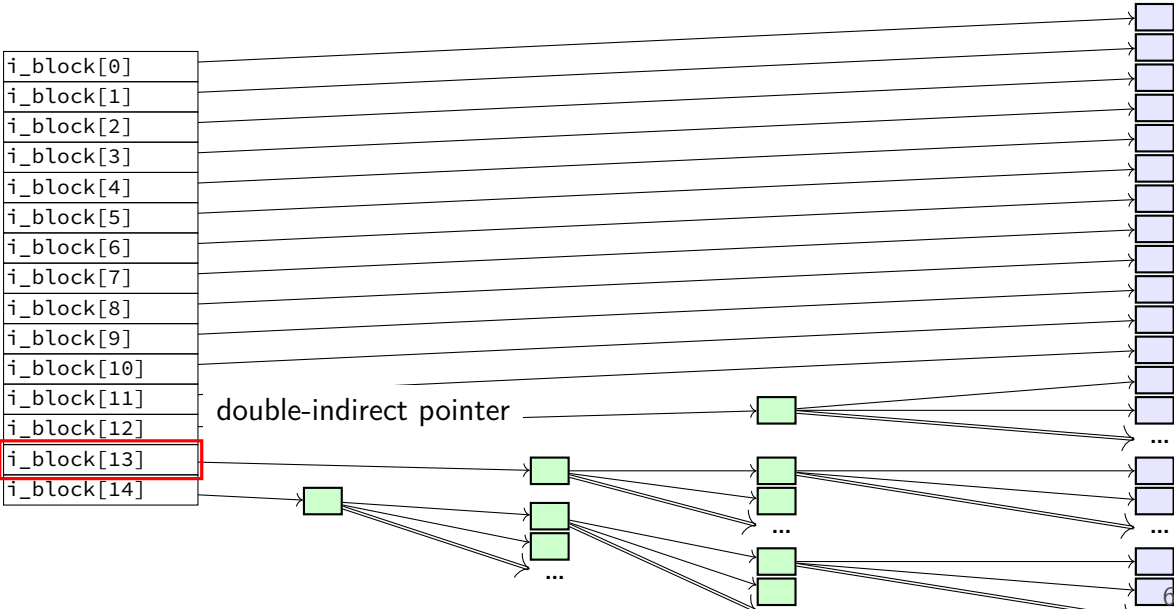 i_block[0]
i_block[1]
i_block[2]
i_block[3]
i_block[4]
i_block[5]
i_block[6]
i_block[7]
i_block[8]
i_block[9]
i_block[10]
i_block[11]
double-indirect pointer
i_block[12]
...
i_block[13]
i_block[14]
...
...
...
6